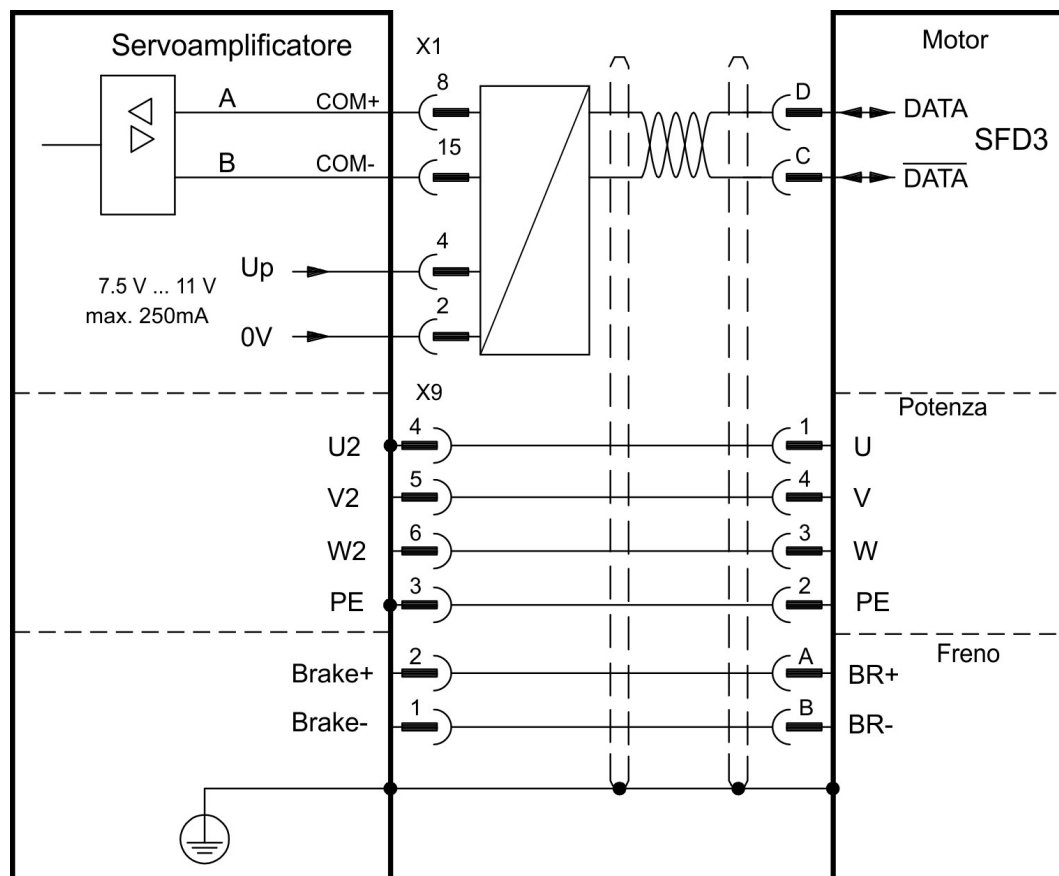 Servoamplificatore
X1
Motor
A
COM+
8
D
DATA
SFD3
B
COM-
15
C
DATA
Up
4
7.5 V ... 11 V
max. 250mA
0V
2
X9
Potenza
U2
4
1
U
V2
5
4
V
W2
6
3
W
PE
3
2
PE
Freno
Brake+
2
A
BR+
Brake-
1
B
BR-